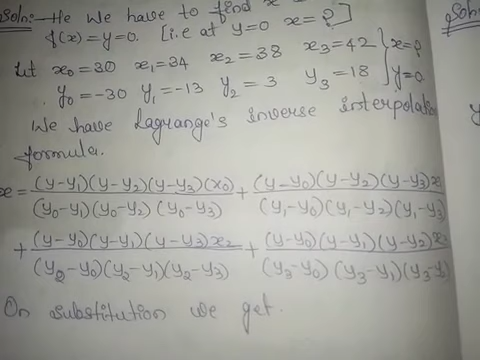 Soln:- He we have to find x
f(x)=y=0. [i.e at y=0 x=?]
Let x0=30 x1=34 x2=38 x3=42 } x=?
y0=-30 y1=-13 y2=3 y3=18 } y=0
We have Lagrange's inverse interpolation
formula.
x = (y-y1)(y-y2)(y-y3)(x0)/(y0-y1)(y0-y2)(y0-y3) + (y-y0)(y-y2)(y-y3)x/(y1-y0)(y1-y2)(y1-y3)
+ (y-y0)(y-y1)(y-y3)x2/(y2-y0)(y2-y1)(y2-y3) + (y-y0)(y-y1)(y-y2)x/(y3-y0)(y3-y1)(y3-y
On substitution we get.
Soln: